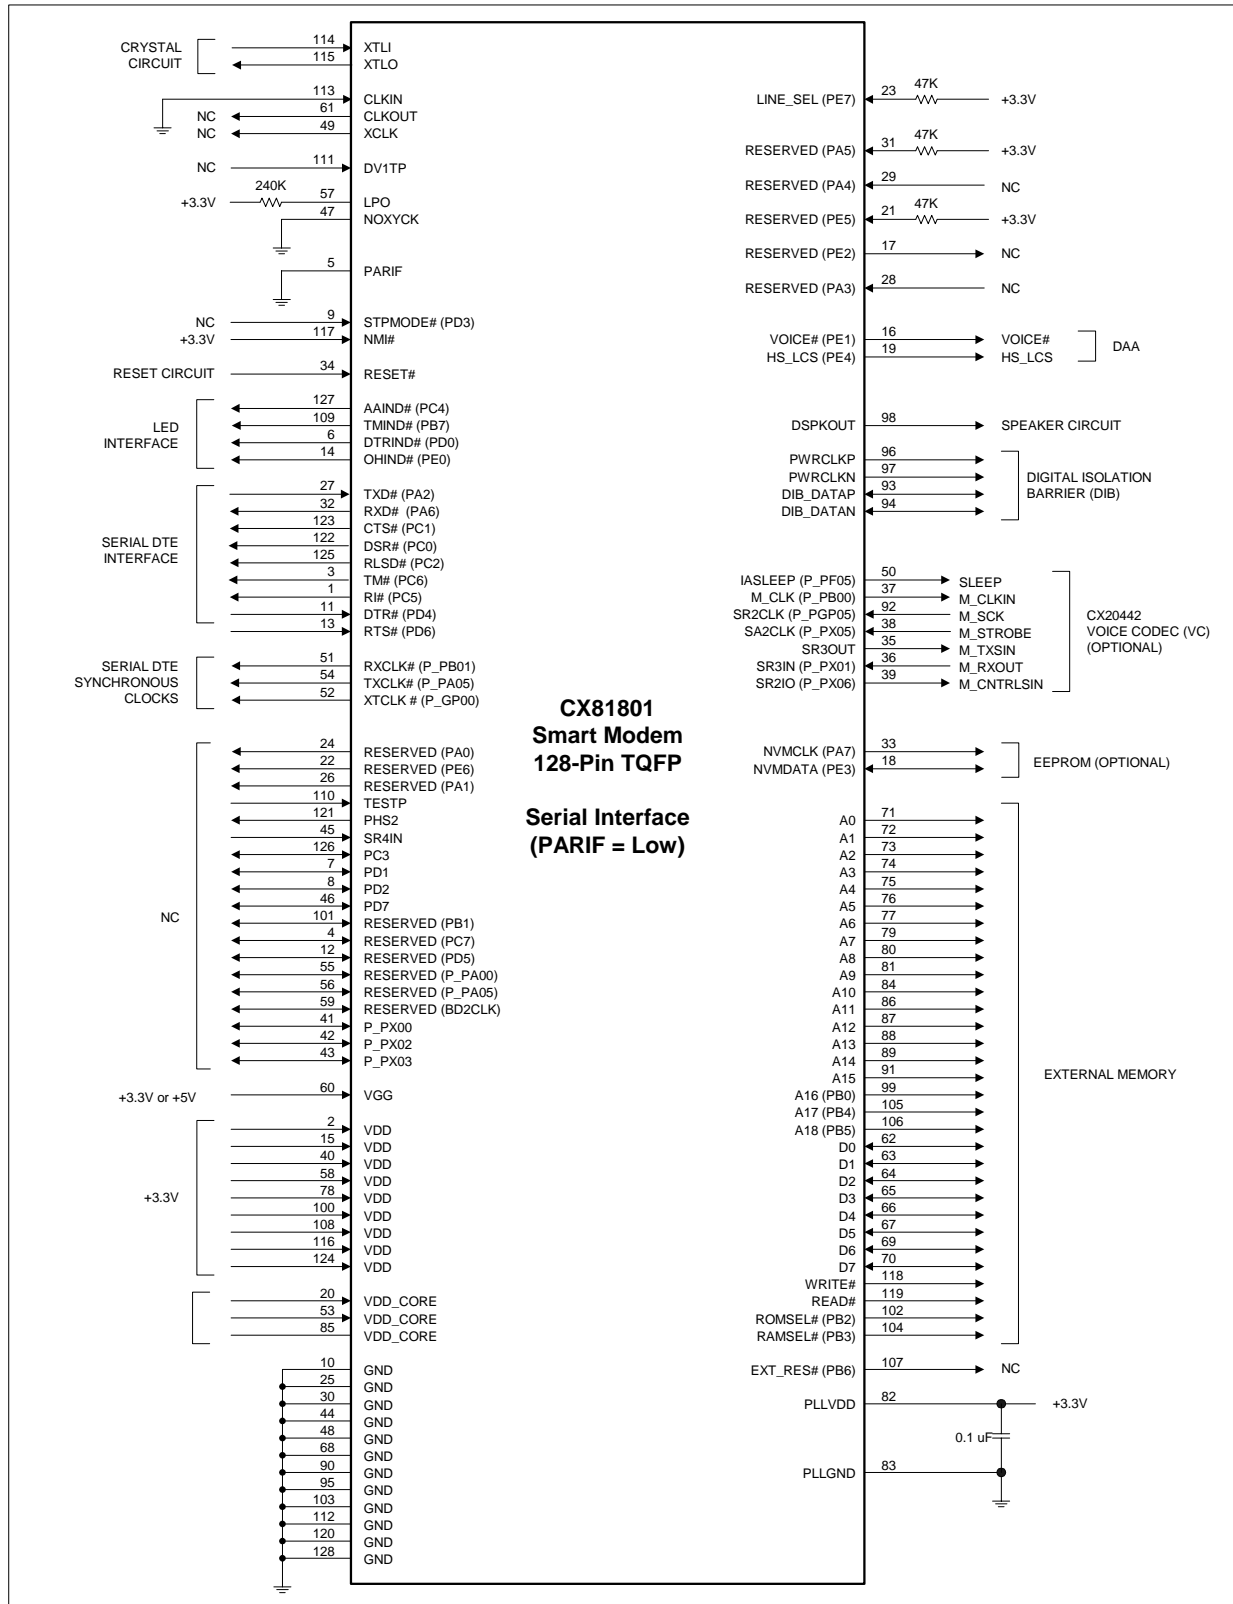 CRYSTAL
CIRCUIT
114 XTLI
115 XTLO
113 CLKIN
NC 61 CLKOUT
NC 49 XCLK
NC 111 DV1TP
+3.3V 240K 57 LPO
47 NOXYCK
5 PARIF
NC 9 STPMODE# (PD3)
+3.3V 117 NMI#
RESET CIRCUIT 34 RESET#
LED
INTERFACE
127 AAIND# (PC4)
109 TMIND# (PB7)
6 DTRIND# (PD0)
14 OHIND# (PE0)
SERIAL DTE
INTERFACE
27 TXD# (PA2)
32 RXD# (PA6)
123 CTS# (PC1)
122 DSR# (PC0)
125 RLSD# (PC2)
3 TM# (PC6)
1 RI# (PC5)
11 DTR# (PD4)
13 RTS# (PD6)
SERIAL DTE
SYNCHRONOUS
CLOCKS
51 RXCLK# (P_PB01)
54 TXCLK# (P_PA05)
52 XTCLK # (P_GP00)
NC
24 RESERVED (PA0)
22 RESERVED (PE6)
26 RESERVED (PA1)
110 TESTP
121 PHS2
45 SR4IN
126 PC3
7 PD1
8 PD2
46 PD7
101 RESERVED (PB1)
4 RESERVED (PC7)
12 RESERVED (PD5)
55 RESERVED (P_PA00)
56 RESERVED (P_PA05)
59 RESERVED (BD2CLK)
41 P_PX00
42 P_PX02
43 P_PX03
+3.3V or +5V 60 VGG
+3.3V
2 VDD
15 VDD
40 VDD
58 VDD
78 VDD
100 VDD
108 VDD
116 VDD
124 VDD
20 VDD_CORE
53 VDD_CORE
85 VDD_CORE
10 GND
25 GND
30 GND
44 GND
48 GND
68 GND
90 GND
95 GND
103 GND
112 GND
120 GND
128 GND
CX81801
Smart Modem
128-Pin TQFP
Serial Interface
(PARIF = Low)
LINE_SEL (PE7) 23 47K +3.3V
RESERVED (PA5) 31 47K +3.3V
RESERVED (PA4) 29 NC
RESERVED (PE5) 21 47K +3.3V
RESERVED (PE2) 17 NC
RESERVED (PA3) 28 NC
VOICE# (PE1) 16 VOICE#
HS_LCS (PE4) 19 HS_LCS
DAA
DSPKOUT 98 SPEAKER CIRCUIT
PWRCLKP 96
PWRCLKN 97
DIB_DATAP 93
DIB_DATAN 94
DIGITAL ISOLATION
BARRIER (DIB)
IASLEEP (P_PF05) 50 SLEEP
M_CLK (P_PB00) 37 M_CLKIN
SR2CLK (P_PGP05) 92 M_SCK
SA2CLK (P_PX05) 38 M_STROBE
SR3OUT 35 M_TXSIN
SR3IN (P_PX01) 36 M_RXOUT
SR2IO (P_PX06) 39 M_CNTRLSIN
CX20442
VOICE CODEC (VC)
(OPTIONAL)
NVMCLK (PA7) 33
NVMDATA (PE3) 18
EEPROM (OPTIONAL)
A0 71
A1 72
A2 73
A3 74
A4 75
A5 76
A6 77
A7 79
A8 80
A9 81
A10 84
A11 86
A12 87
A13 88
A14 89
A15 91
A16 (PB0) 99
A17 (PB4) 105
A18 (PB5) 106
D0 62
D1 63
D2 64
D3 65
D4 66
D5 67
D6 69
D7 70
WRITE# 118
READ# 119
ROMSEL# (PB2) 102
RAMSEL# (PB3) 104
EXTERNAL MEMORY
EXT_RES# (PB6) 107 NC
PLLVDD 82 +3.3V
0.1 uF
PLLGND 83